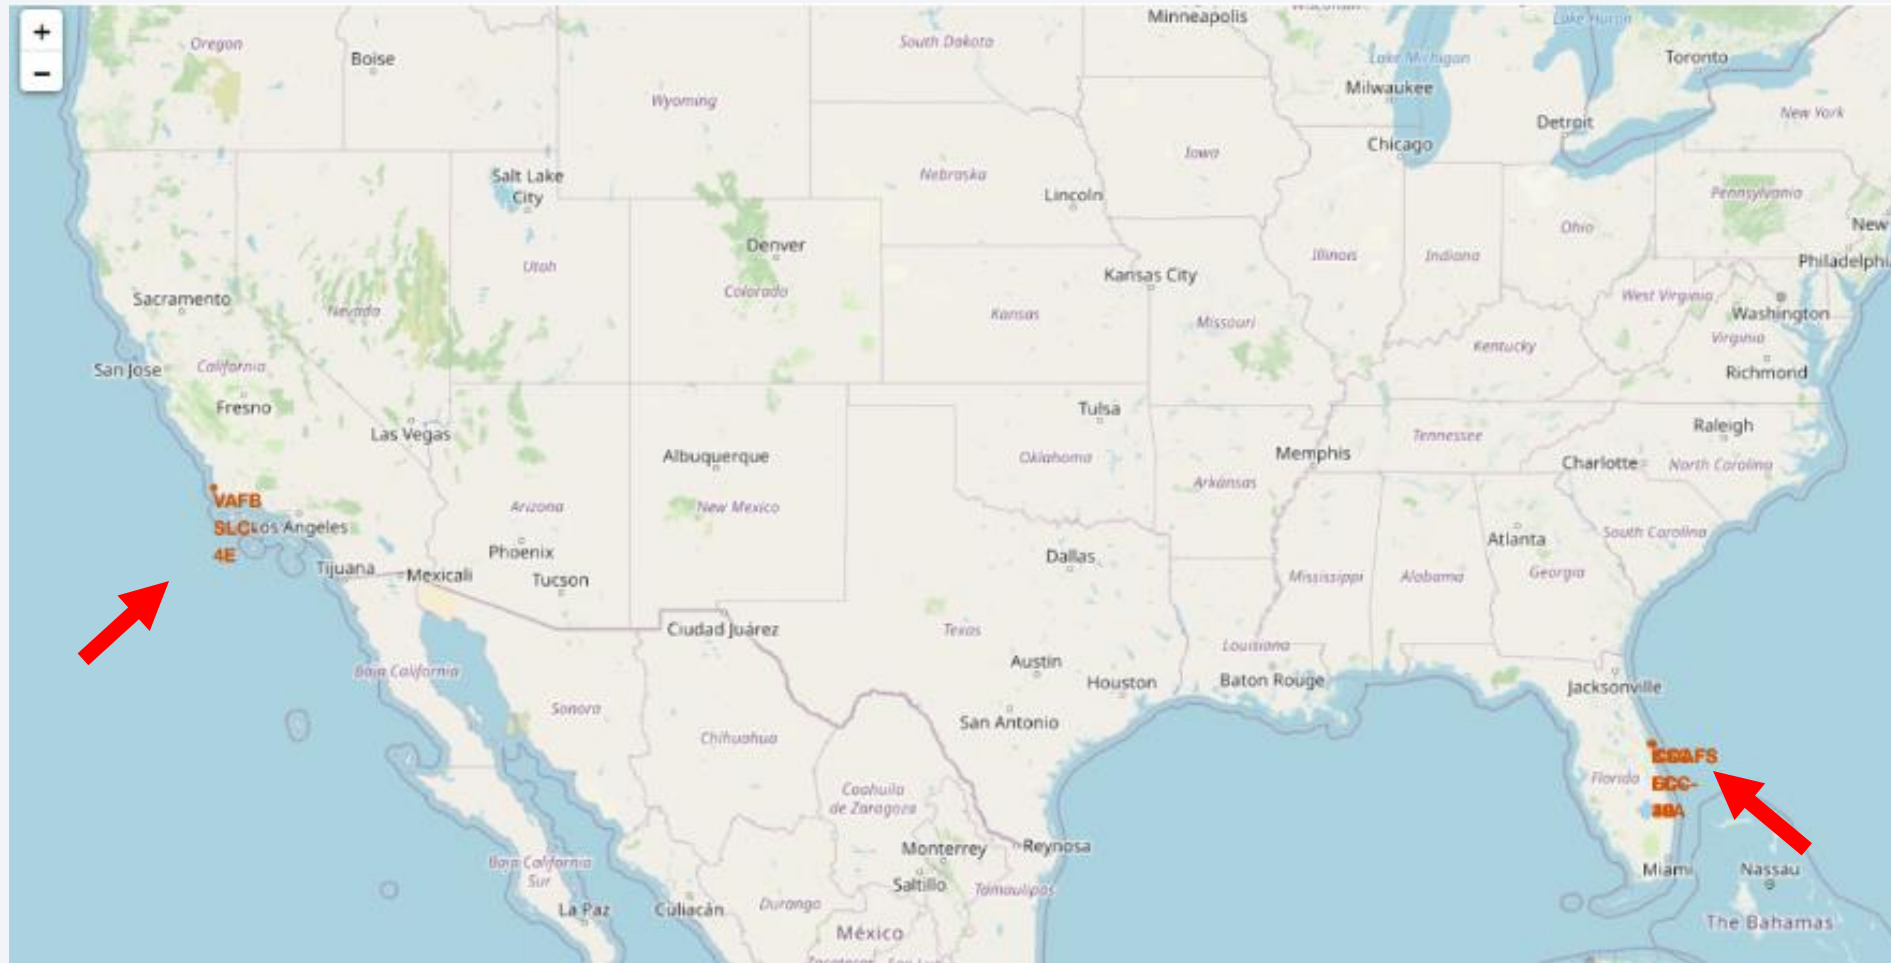 +
−
Oregon
Boise
South Dakota
Minneapolis
Wisconsin
Lake Huron
Toronto
Lake Michigan
Milwaukee
Wyoming
Detroit
New York
Chicago
Iowa
Salt Lake
City
Nebraska
Lincoln
Pennsylvania
New
Ohio
Denver
Utah
Illinois
Indiana
Philadelphi
Kansas City
Colorado
Sacramento
Nevada
West Virginia
Washington
Kansas
Missouri
Virginia
Kentucky
San Jose
California
Richmond
Fresno
Las Vegas
Tulsa
Raleigh
Tennessee
Albuquerque
Oklahoma
Memphis
Charlotte
North Carolina
VAFB
SLC-
4E
Los Angeles
Arizona
New Mexico
Arkansas
Atlanta
South Carolina
Phoenix
Dallas
Tijuana
Mexicali
Tucson
Mississippi
Alabama
Georgia
Ciudad Juárez
Texas
Louisiana
Baja California
Austin
Houston
Baton Rouge
Jacksonville
Sonora
Chihuahua
San Antonio
Florida
Coahuila
de Zaragoza
Monterrey
Reynosa
Baja California
Sur
Saltillo
Tamaulipas
Miami
Nassau
La Paz
Culiacán
Durango
México
The Bahamas